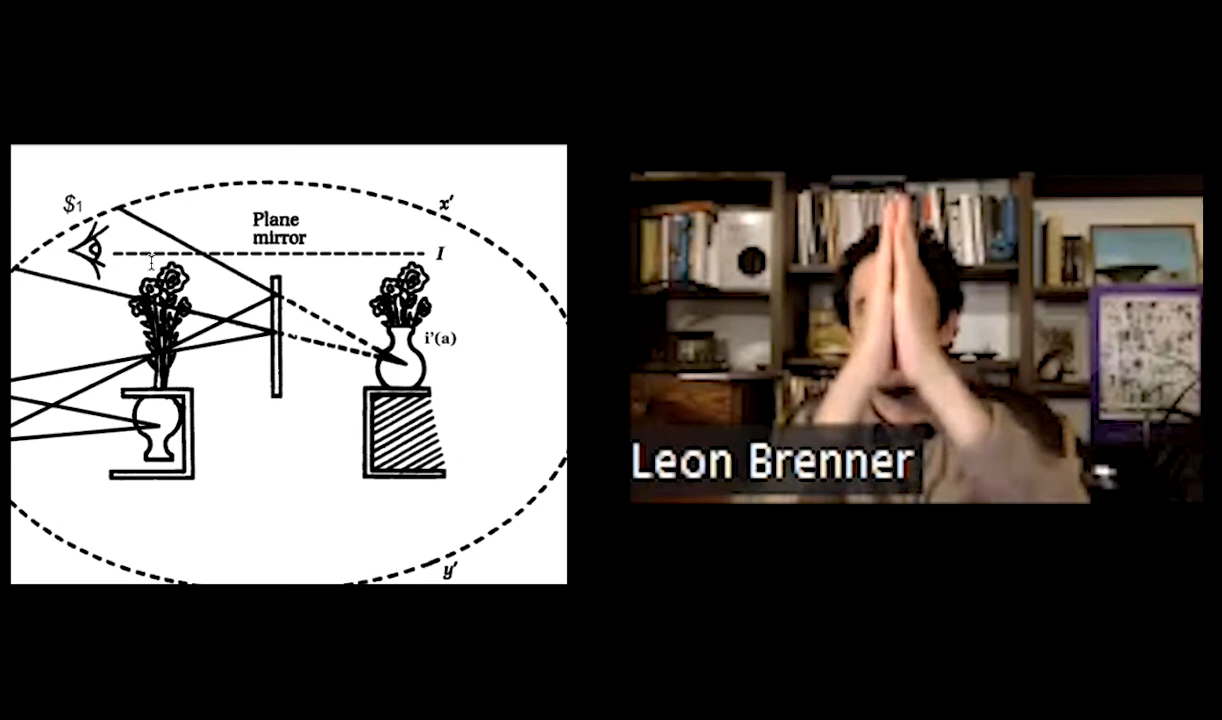 $1
x'
Plane
mirror
I
i'(a)
y'
Leon Brenner